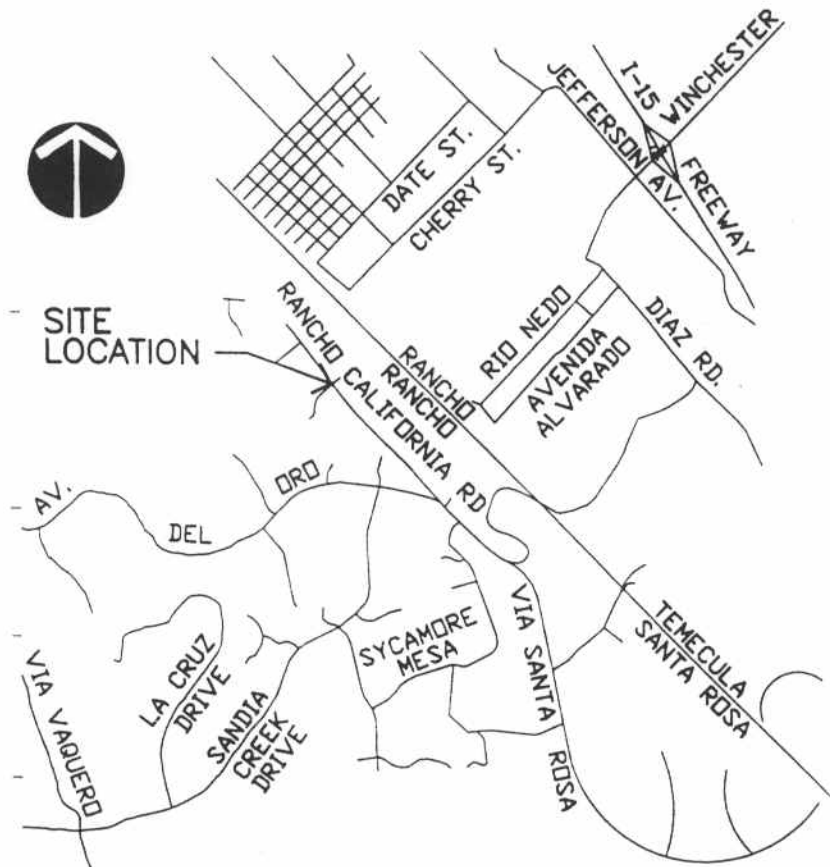 I-15
WINCHESTER
JEFFERSON AV.
FREEWAY
DATE ST.
CHERRY ST.
SITE
LOCATION
RANCHO CALIFORNIA RD
RANCHO
RANCHO
RIO NEDO
AVENIDA
ALVARADO
DIAZ RD.
AV.
DEL
ORO
SYCAMORE
MESA
VIA SANTA
ROSA
TEMECULA
SANTA ROSA
LA CRUZ
DRIVE
SANDIA
CREEK
DRIVE
VIA VAQUERO